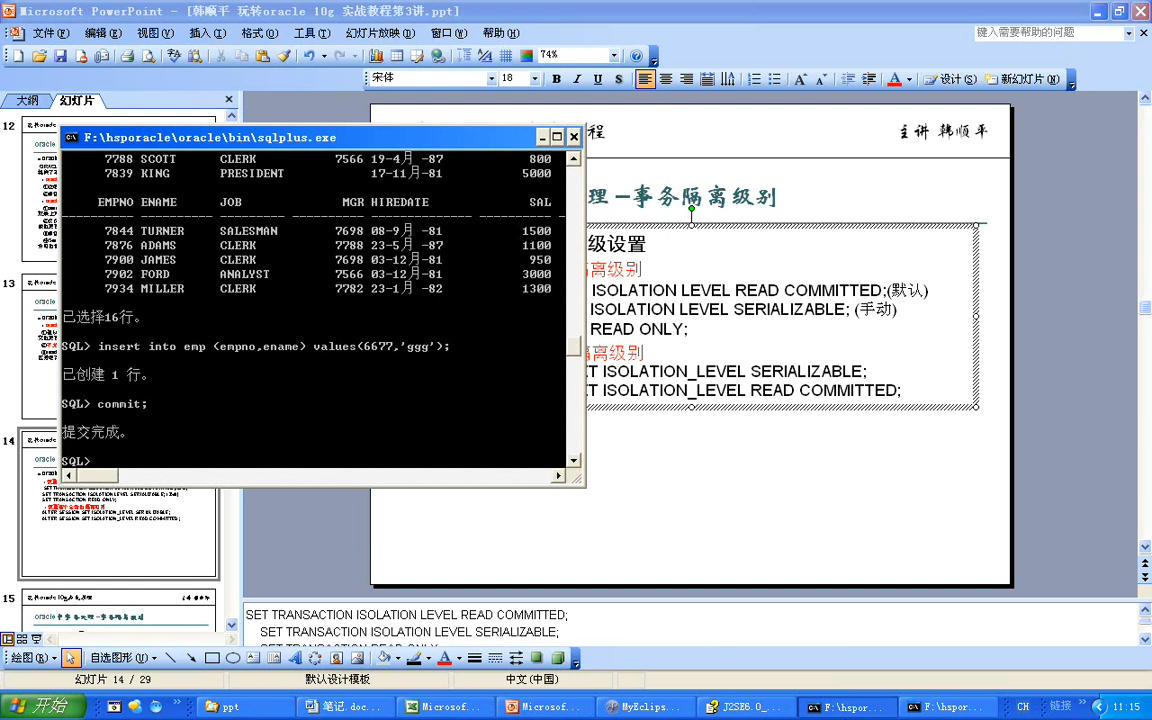 Microsoft PowerPoint - [韩顺平 玩转oracle 10g 实战教程第3讲.ppt]
文件(F) 编辑(E) 视图(V) 插入(I) 格式(O) 工具(T) 幻灯片放映(D) 窗口(W) 帮助(H)
键入需要帮助的问题
74%
宋体 18 B I U S 设计(S) 新幻灯片(N)
大纲 幻灯片
12
13
14
15
F:\hsporacle\oracle\bin\sqlplus.exe
7788 SCOTT CLERK 7566 19-4月 -87 800
7839 KING PRESIDENT 17-11月-81 5000
EMPNO ENAME JOB MGR HIREDATE SAL
7844 TURNER SALESMAN 7698 08-9月 -81 1500
7876 ADAMS CLERK 7788 23-5月 -87 1100
7900 JAMES CLERK 7698 03-12月-81 950
7902 FORD ANALYST 7566 03-12月-81 3000
7934 MILLER CLERK 7782 23-1月 -82 1300
已选择16行。
SQL> insert into emp (empno,ename) values(6677,'ggg');
已创建 1 行。
SQL> commit;
提交完成。
SQL>
程 主讲 韩顺平
理 –事务隔离级别
级设置
离级别
ISOLATION LEVEL READ COMMITTED;(默认)
ISOLATION LEVEL SERIALIZABLE; (手动)
READ ONLY;
离级别
T ISOLATION_LEVEL SERIALIZABLE;
T ISOLATION_LEVEL READ COMMITTED;
SET TRANSACTION ISOLATION LEVEL READ COMMITTED;
SET TRANSACTION ISOLATION LEVEL SERIALIZABLE;
SET TRANSACTION READ ONLY;
绘图(R) 自选图形(U)
幻灯片 14 / 29 默认设计模板 中文(中国)
开始 ppt 笔记.doc... Microsof... Microsof... MyEclips... J2SE6.0_... F:\hspor... F:\hspor... CH 链接 11:15